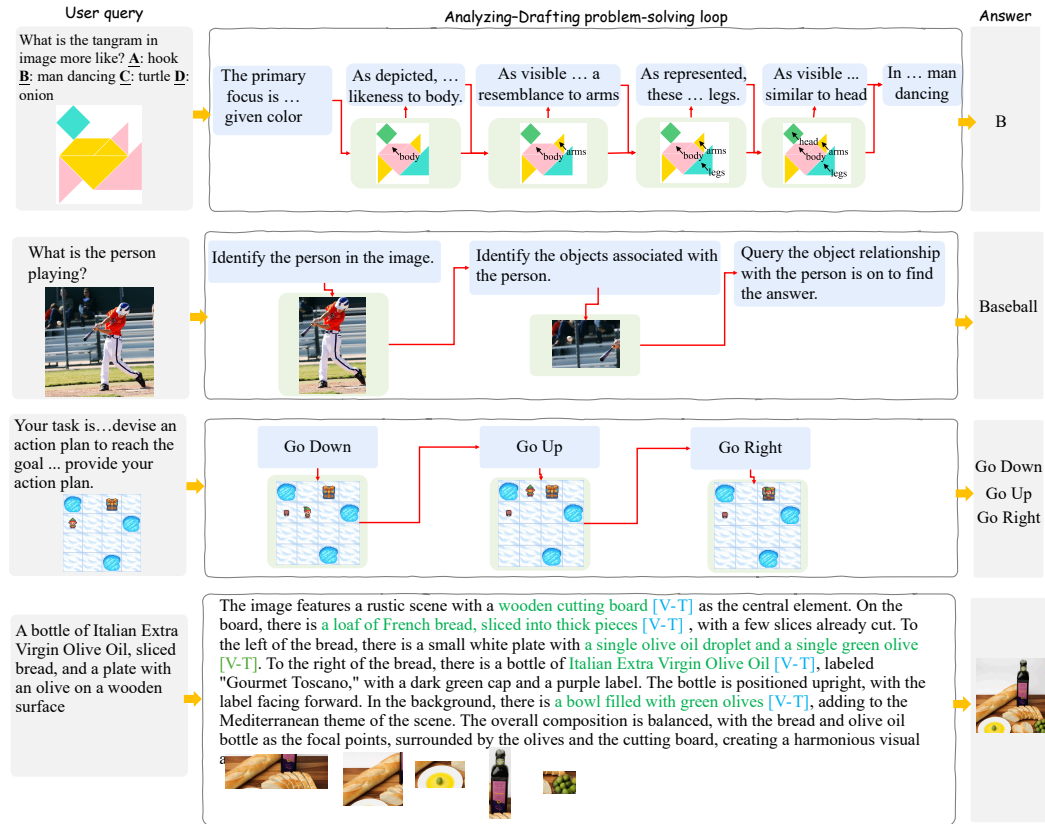 User query
Analyzing-Drafting problem-solving loop
Answer
What is the tangram in
image more like? A: hook
B: man dancing C: turtle D:
onion
The primary
focus is …
given color
As depicted, …
likeness to body.
As visible … a
resemblance to arms
As represented,
these … legs.
As visible ...
similar to head
In … man
dancing
body
body
arms
body
arms
legs
head
body
arms
legs
B
What is the person
playing?
Identify the person in the image.
Identify the objects associated with
the person.
Query the object relationship
with the person is on to find
the answer.
Baseball
Your task is…devise an
action plan to reach the
goal ... provide your
action plan.
Go Down
Go Up
Go Right
Go Down
Go Up
Go Right
A bottle of Italian Extra
Virgin Olive Oil, sliced
bread, and a plate with
an olive on a wooden
surface
The image features a rustic scene with a wooden cutting board [V-T] as the central element. On the
board, there is a loaf of French bread, sliced into thick pieces [V-T] , with a few slices already cut. To
the left of the bread, there is a small white plate with a single olive oil droplet and a single green olive
[V-T]. To the right of the bread, there is a bottle of Italian Extra Virgin Olive Oil [V-T], labeled
"Gourmet Toscano," with a dark green cap and a purple label. The bottle is positioned upright, with the
label facing forward. In the background, there is a bowl filled with green olives [V-T], adding to the
Mediterranean theme of the scene. The overall composition is balanced, with the bread and olive oil
bottle as the focal points, surrounded by the olives and the cutting board, creating a harmonious visual